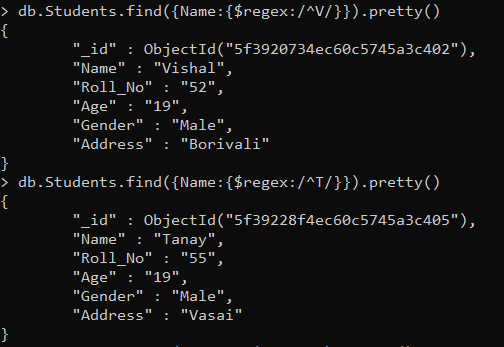 > db.Students.find({Name:{$regex:/^V/}}).pretty()
{
        "_id" : ObjectId("5f3920734ec60c5745a3c402"),
        "Name" : "Vishal",
        "Roll_No" : "52",
        "Age" : "19",
        "Gender" : "Male",
        "Address" : "Borivali"
}
> db.Students.find({Name:{$regex:/^T/}}).pretty()
{
        "_id" : ObjectId("5f39228f4ec60c5745a3c405"),
        "Name" : "Tanay",
        "Roll_No" : "55",
        "Age" : "19",
        "Gender" : "Male",
        "Address" : "Vasai"
}